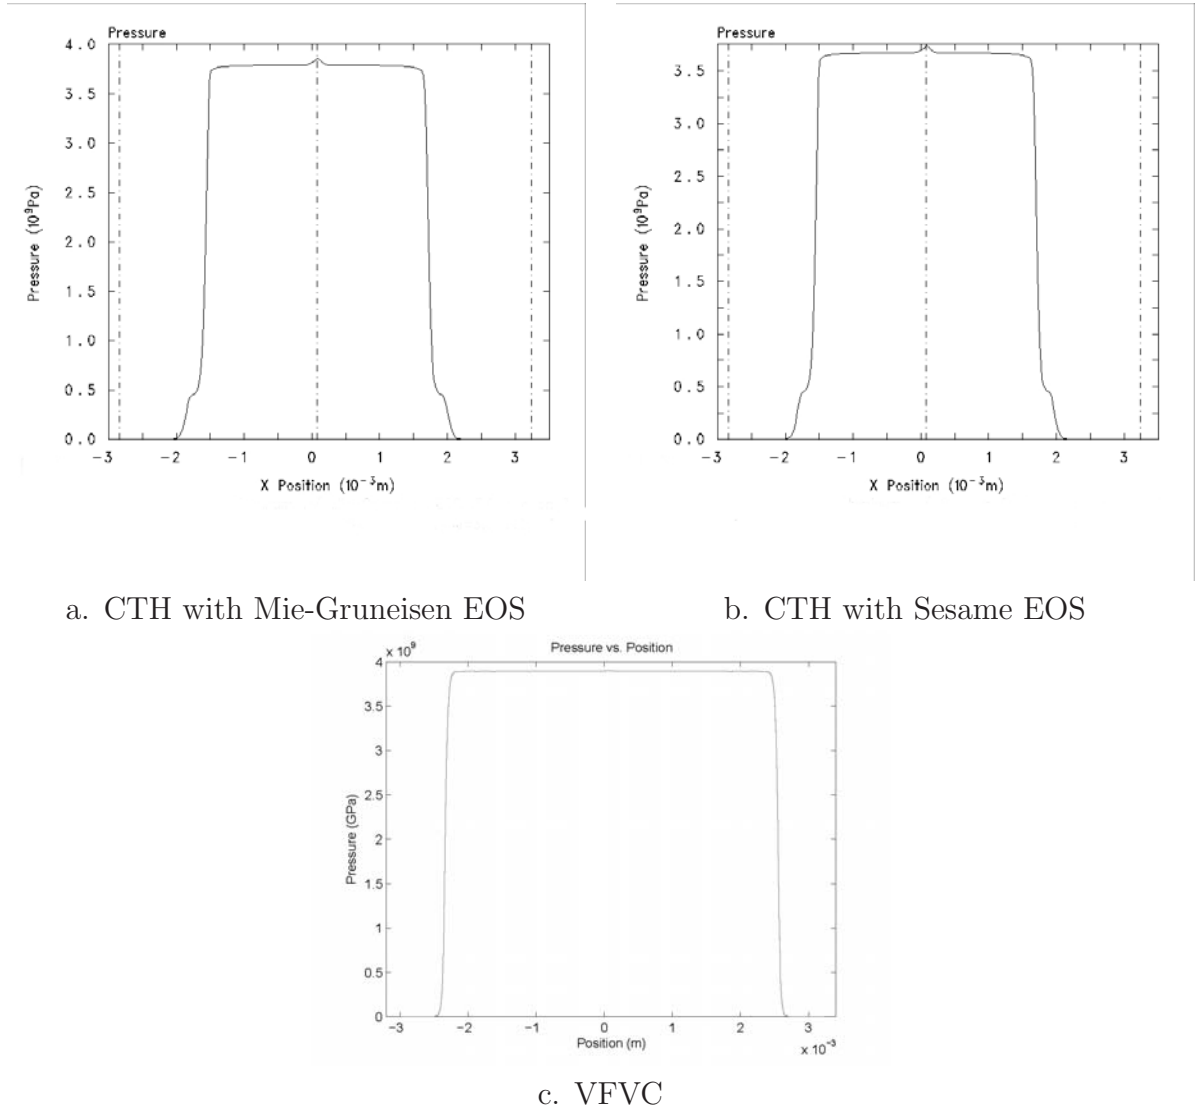 Pressure
4.0
3.5
3.0
2.5
2.0
1.5
1.0
0.5
0.0
Pressure (10⁹Pa)
−3 −2 −1 0 1 2 3
X Position (10⁻³m)
a. CTH with Mie-Gruneisen EOS
Pressure
3.5
3.0
2.5
2.0
1.5
1.0
0.5
0.0
Pressure (10⁹Pa)
−3 −2 −1 0 1 2 3
X Position (10⁻³m)
b. CTH with Sesame EOS
x 10⁹
Pressure vs. Position
4
3.5
3
2.5
2
1.5
1
0.5
0
Pressure (GPa)
−3 −2 −1 0 1 2 3
Position (m)
x 10⁻³
c. VFVC